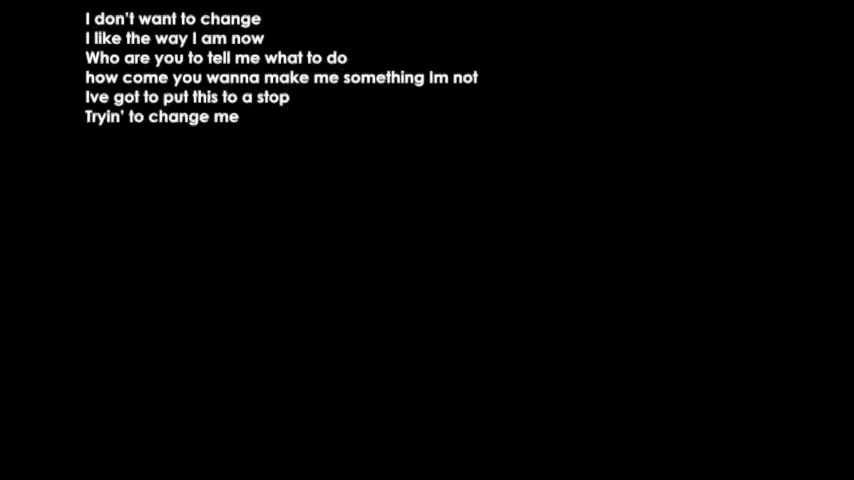 I don't want to change
I like the way I am now
Who are you to tell me what to do
how come you wanna make me something Im not
Ive got to put this to a stop
Tryin' to change me